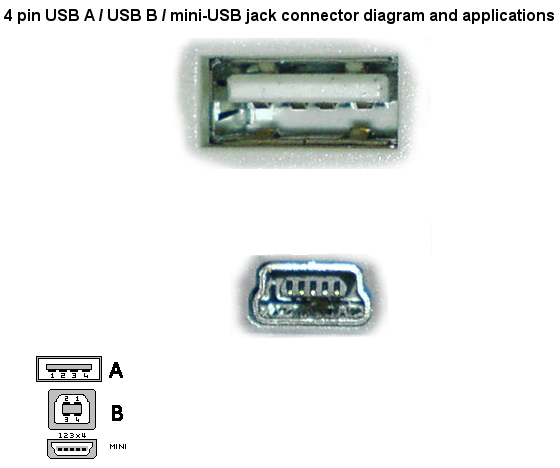 4 pin USB A / USB B / mini-USB jack connector diagram and applications
1 2 3 4 A
2 1
B
3 4
1 2 3 x 4
MINI